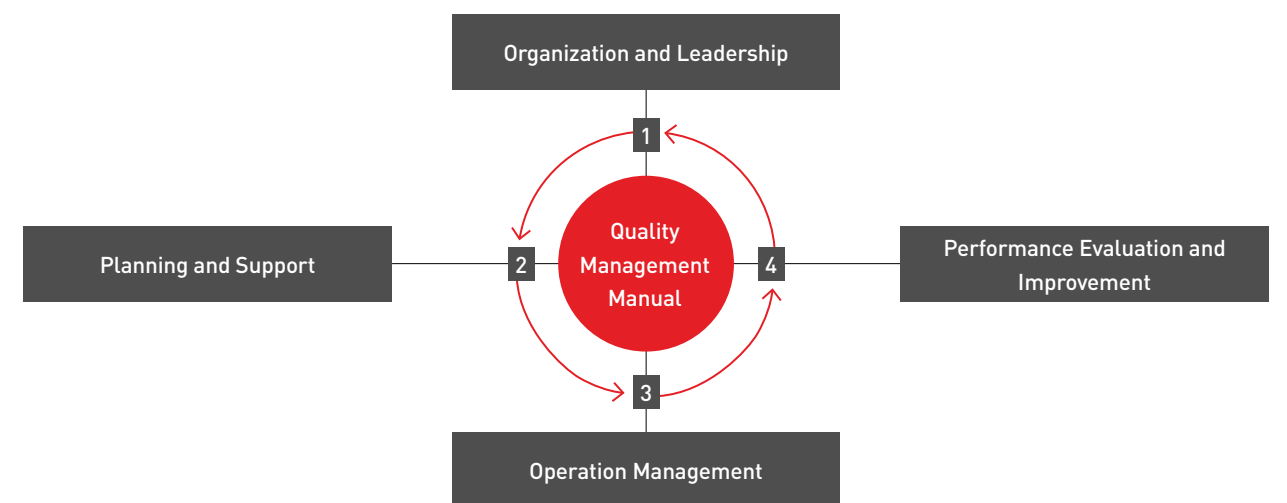 Organization and Leadership
1
Quality
Management
Manual
Planning and Support
2
4
Performance Evaluation and
Improvement
3
Operation Management